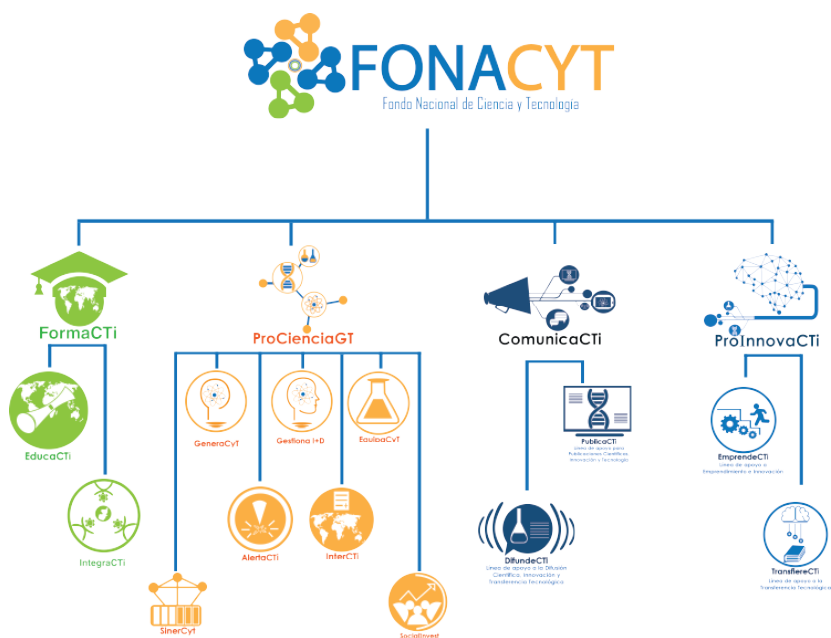 FONACYT
Fondo Nacional de Ciencia y Tecnología
FormaCTi
ProCienciaGT
ComunicaCTi
ProInnovaCTi
EducaCTi
GeneraCyT
Gestiona I+D
EquipaCyT
PublicaCTi
Línea de apoyo para
Publicaciones Científicas
Innovación y Tecnología
EmprendeCTi
Línea de apoyo a
Emprendimiento e Innovación
IntegraCTi
AlertaCTi
InterCTi
DifundeCTi
Línea de apoyo a la Difusión
Científica, Innovación y
Transferencia Tecnológica
TransfiereCTi
Línea de apoyo a la
Transferencia Tecnológica
SinerCyt
SocialInvest